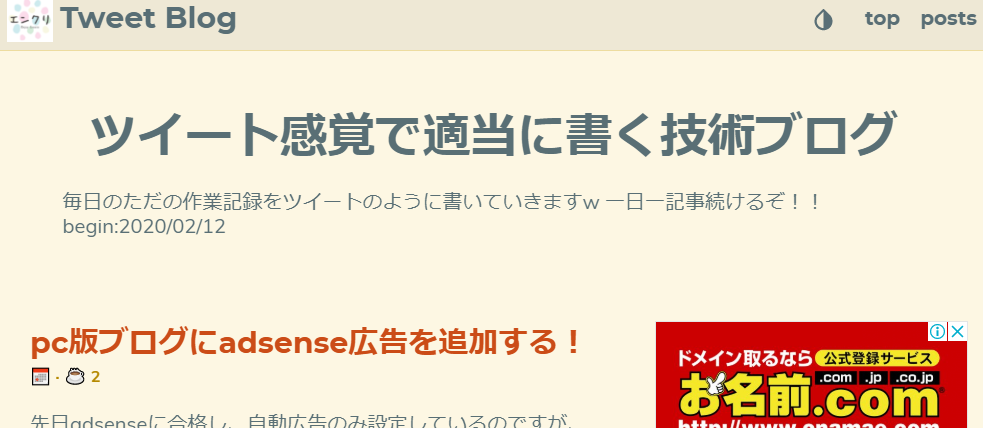 エンクリ
Tweet Blog
top posts
ツイート感覚で適当に書く技術ブログ
毎日のただの作業記録をツイートのように書いていきますw 一日一記事続けるぞ！！
begin:2020/02/12
pc版ブログにadsense広告を追加する！
· 2
先日adsenseに合格し、自動広告のみ設定しているのですが、
ドメイン取るなら 公式登録サービス
お名前.com .com .jp .co.jp
http://www.onamae.com